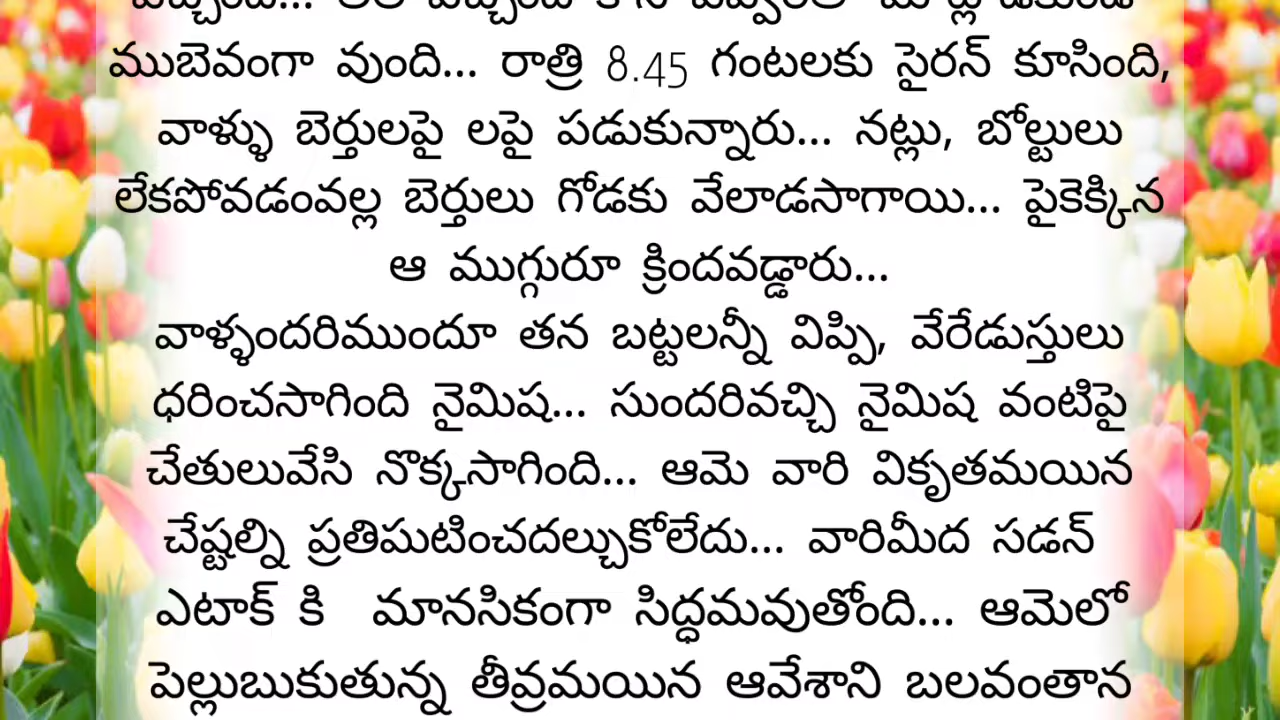 ముబెవంగా వుంది... రాత్రి 8.45 గంటలకు సైరన్ కూసింది,
వాళ్ళు బెర్తులపై లపై పడుకున్నారు... నట్లు, బోల్టులు
లేకపోవడంవల్ల బెర్తులు గోడకు వేలాడసాగాయి... పైకెక్కిన
ఆ ముగ్గురూ క్రిందవడ్డారు...
వాళ్ళందరిముందూ తన బట్టలన్నీ విప్పి, వేరేడుస్తులు
ధరించసాగింది నైమిష... సుందరివచ్చి నైమిష వంటిపై
చేతులువేసి నొక్కసాగింది... ఆమె వారి వికృతమయిన
చేష్టల్ని ప్రతిఘటించదల్చుకోలేదు... వారిమీద సడన్
ఎటాక్ కి మానసికంగా సిద్ధమవుతోంది... ఆమెలో
పెల్లుబుకుతున్న తీవ్రమయిన ఆవేశాని బలవంతాన